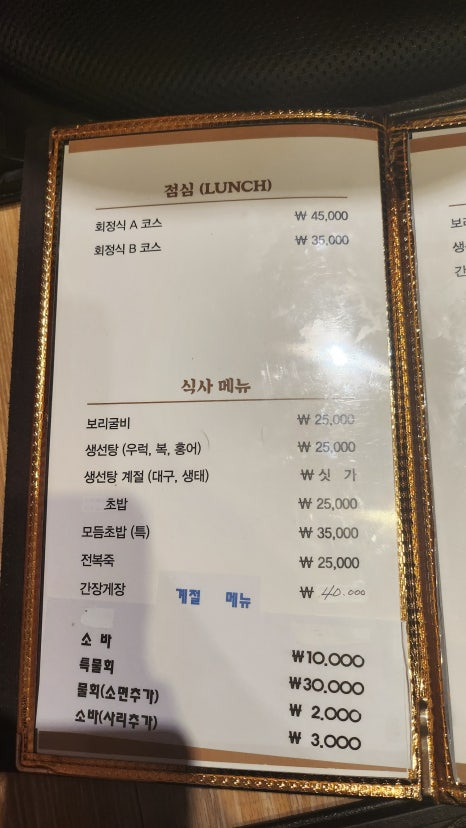 점심 (LUNCH)
회정식 A 코스 ₩ 45,000
회정식 B 코스 ₩ 35,000
식사 메뉴
보리굴비 ₩ 25,000
생선탕 (우럭, 복, 홍어) ₩ 25,000
생선탕 계절 (대구, 생태) ₩ 싯 가
초밥 ₩ 25,000
모듬초밥 (특) ₩ 35,000
전복죽 ₩ 25,000
간장게장 ₩ 40.000
계절 메뉴
소 바 ₩10,000
특물회 ₩30,000
물회(소면추가) ₩ 2,000
소바(사리추가) ₩ 3,000
보리
생선
간